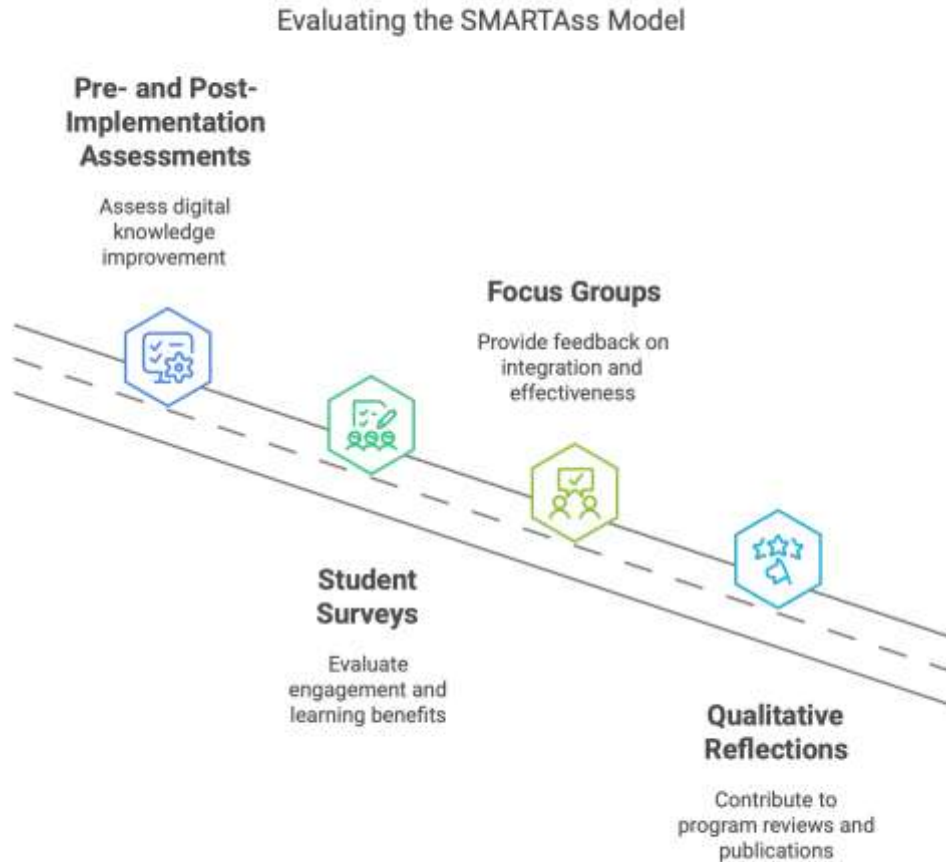 Evaluating the SMARTAss Model
Pre- and Post-
Implementation
Assessments
Assess digital
knowledge
improvement
Focus Groups
Provide feedback on
integration and
effectiveness
Student
Surveys
Evaluate
engagement and
learning benefits
Qualitative
Reflections
Contribute to
program reviews and
publications